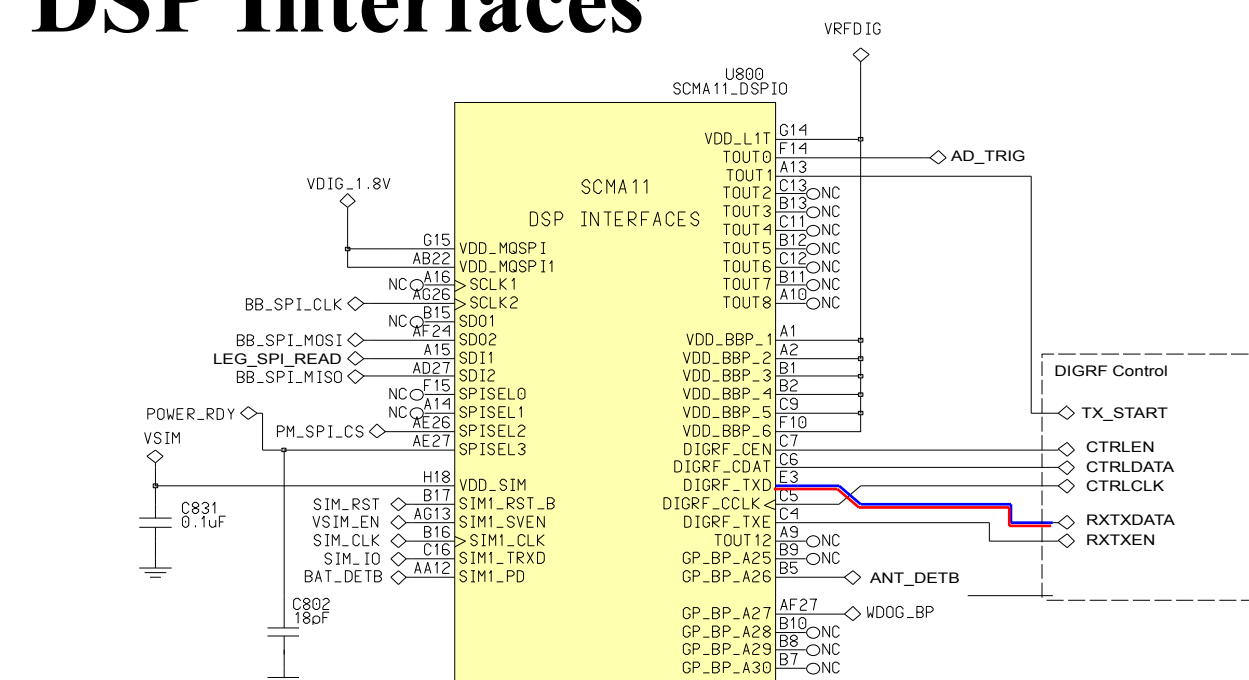 DSP Interfaces
VRFDIG
U800
SCMA11_DSPIO
SCMA11
DSP INTERFACES
VDIG_1.8V
G15 VDD_MQSPI
AB22 VDD_MQSPI1
NC A16 SCLK1
BB_SPI_CLK AG26 SCLK2
NC B15 SDO1
BB_SPI_MOSI AF24 SDO2
LEG_SPI_READ A15 SDI1
BB_SPI_MISO AD27 SDI2
NC F15 SPISEL0
NC A14 SPISEL1
PM_SPI_CS AE26 SPISEL2
POWER_RDY AE27 SPISEL3
VSIM
H18 VDD_SIM
SIM_RST B17 SIM1_RST_B
VSIM_EN AG13 SIM1_SVEN
SIM_CLK B16 SIM1_CLK
SIM_IO C16 SIM1_TRXD
BAT_DETB AA12 SIM1_PD
C831
0.1uF
C802
18pF
VDD_L1T G14
TOUT0 F14 AD_TRIG
TOUT1 A13
TOUT2 C13 NC
TOUT3 B13 NC
TOUT4 C11 NC
TOUT5 B12 NC
TOUT6 C12 NC
TOUT7 B11 NC
TOUT8 A10 NC
VDD_BBP_1 A1
VDD_BBP_2 A2
VDD_BBP_3 B1
VDD_BBP_4 B2
VDD_BBP_5 C9
VDD_BBP_6 F10
DIGRF_CEN C7
DIGRF_CDAT C6
DIGRF_TXD E3
DIGRF_CCLK C5
DIGRF_TXE C4
TOUT12 A9 NC
GP_BP_A25 B9 NC
GP_BP_A26 B5 ANT_DETB
GP_BP_A27 AF27 WDOG_BP
GP_BP_A28 B10 NC
GP_BP_A29 B8 NC
GP_BP_A30 B7 NC
DIGRF Control
TX_START
CTRLEN
CTRLDATA
CTRLCLK
RXTXDATA
RXTXEN